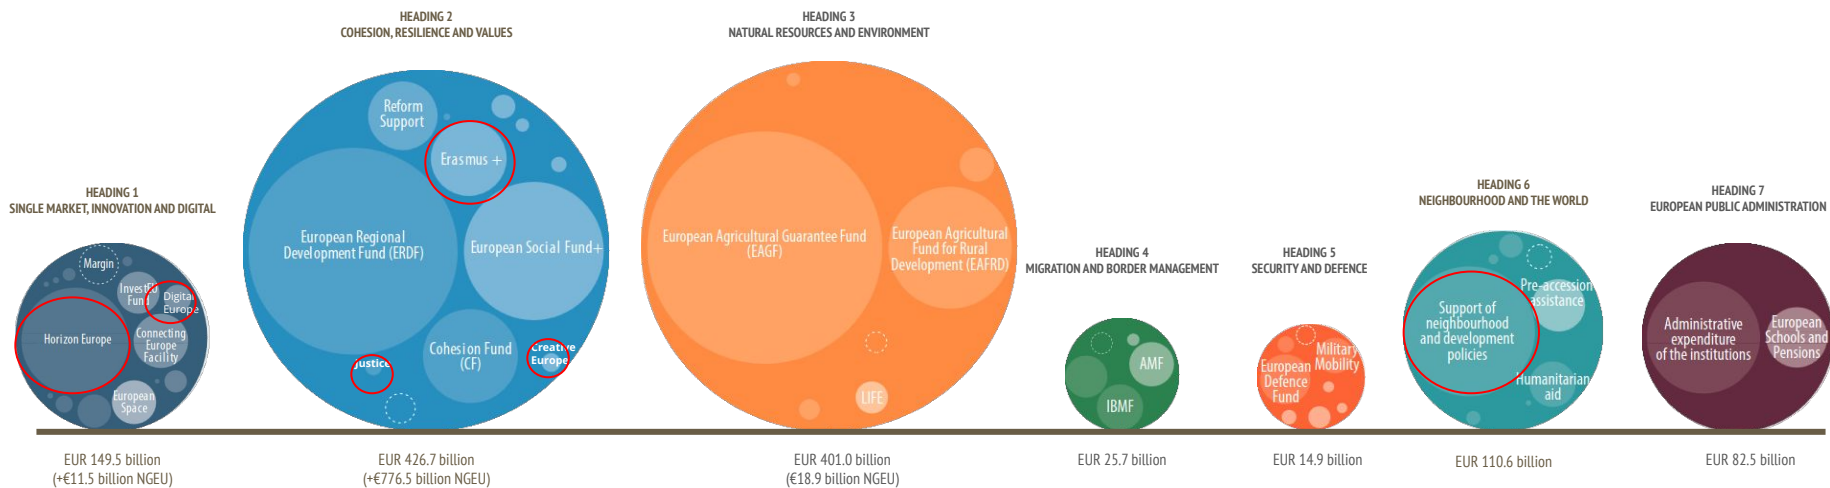 HEADING 1
SINGLE MARKET, INNOVATION AND DIGITAL
Margin
InvestEU
Fund
Digital
Europe
Horizon Europe
Connecting
Europe
Facility
European
Space
EUR 149.5 billion
(+€11.5 billion NGEU)
HEADING 2
COHESION, RESILIENCE AND VALUES
Reform
Support
Erasmus +
European Regional
Development Fund (ERDF)
European Social Fund+
Cohesion Fund
(CF)
Justice
Creative
Europe
EUR 426.7 billion
(+€776.5 billion NGEU)
HEADING 3
NATURAL RESOURCES AND ENVIRONMENT
European Agricultural Guarantee Fund
(EAGF)
European Agricultural
Fund for Rural
Development (EAFRD)
LIFE
EUR 401.0 billion
(€18.9 billion NGEU)
HEADING 4
MIGRATION AND BORDER MANAGEMENT
AMF
IBMF
EUR 25.7 billion
HEADING 5
SECURITY AND DEFENCE
Military
Mobility
European
Defence
Fund
EUR 14.9 billion
HEADING 6
NEIGHBOURHOOD AND THE WORLD
Pre-accession
assistance
Support of
neighbourhood
and development
policies
Humanitarian
aid
EUR 110.6 billion
HEADING 7
EUROPEAN PUBLIC ADMINISTRATION
Administrative
expenditure
of the institutions
European
Schools and
Pensions
EUR 82.5 billion